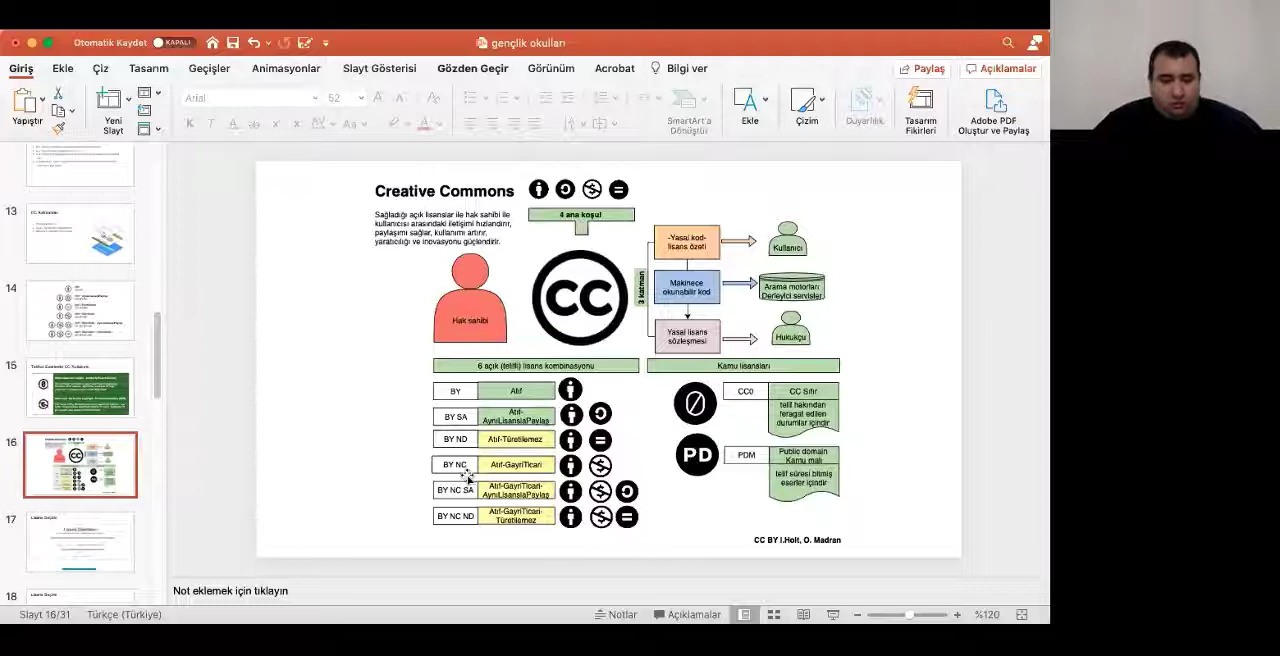 Otomatik Kaydet
KAPALI
gençlik okulları
Giriş Ekle Çiz Tasarım Geçişler Animasyonlar Slayt Gösterisi Gözden Geçir Görünüm Acrobat Bilgi ver
Paylaş
Açıklamalar
Yapıştır
Yeni
Slayt
Arial
52
SmartArt'a
Dönüştür
Ekle
Çizim
Duyarlılık
Tasarım
Fikirleri
Adobe PDF
Oluştur ve Paylaş
13
14
15
16
17
18
Creative Commons
Sağladığı açık lisanslar ile hak sahibi ile
kullanıcısı arasındaki iletişimi hızlandırır,
paylaşımı sağlar, kullanımı artırır,
yaratıcılığı ve inovasyonu güçlendirir.
4 ana koşul
Hak sahibi
CC
3 katman
-Yasal kod-
lisans özeti
Kullanıcı
Makinece
okunabilir kod
Arama motorları
Derleyici servisler
Yasal lisans
sözleşmesi
Hukukçu
6 açık (telifli) lisans kombinasyonu
BY Atıf
BY SA Atıf-
AynıLisanslaPaylaş
BY ND Atıf-Türetilemez
BY NC Atıf-GayriTicari
BY NC SA Atıf-GayriTicari-
AynıLisanslaPaylaş
BY NC ND Atıf-GayriTicari-
Türetilemez
Kamu lisansları
0
CC0 CC Sıfır
telif hakından
feragat edilen
durumlar içindir
PD
PDM Public domain
Kamu malı
telif süresi bitmiş
eserler içindir
CC BY I.Holt, O. Madran
Not eklemek için tıklayın
Slayt 16/31 Türkçe (Türkiye)
Notlar
Açıklamalar
%120